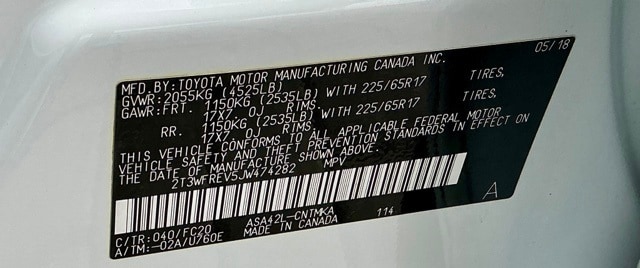 MFD. BY: TOYOTA MOTOR MANUFACTURING CANADA INC. 05/18
GVWR: 2055KG (4525LB)
GAWR: FRT. 1150KG (2535LB) WITH 225/65R17 TIRES,
17X7.0J RIMS.
RR. 1150KG (2535LB) WITH 225/65R17 TIRES,
17X7.0J RIMS.
THIS VEHICLE CONFORMS TO ALL APPLICABLE FEDERAL MOTOR
VEHICLE SAFETY AND THEFT PREVENTION STANDARDS IN EFFECT ON
THE DATE OF MANUFACTURE SHOWN ABOVE.
2T3WFREV5JW474282 MPV
A
C/TR: 040/FC20 ASA42L-CNTMKA 114
A/TM:-02A/U760E MADE IN CANADA